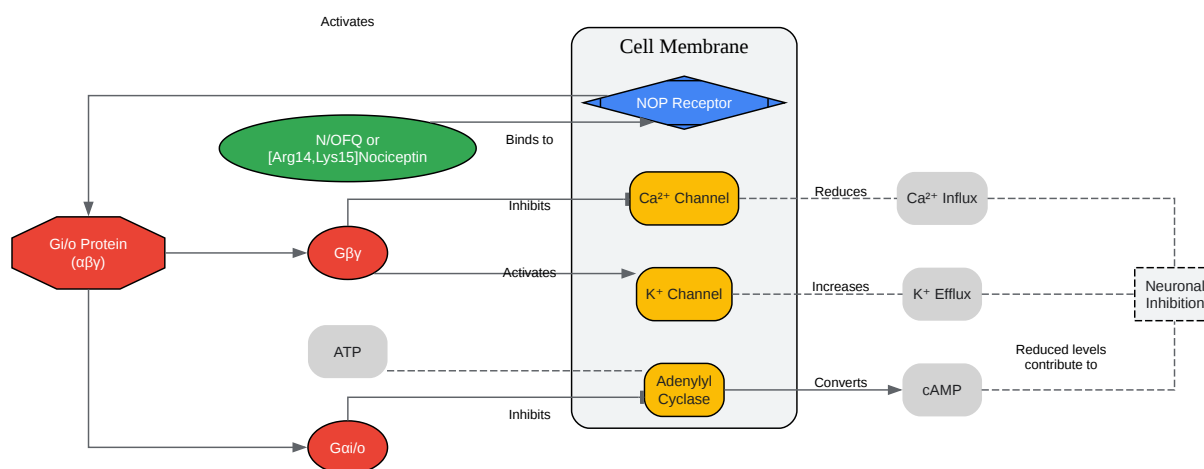 Activates
Cell Membrane
NOP Receptor
N/OFQ or
[Arg14,Lys15]Nociceptin
Binds to
Ca²⁺ Channel
Reduces
Ca²⁺ Influx
Inhibits
Gi/o Protein
(αβγ)
Gβγ
Activates
K⁺ Channel
Increases
K⁺ Efflux
Neuronal
Inhibition
ATP
Reduced levels
contribute to
Adenylyl
Cyclase
Converts
cAMP
Inhibits
Gαi/o